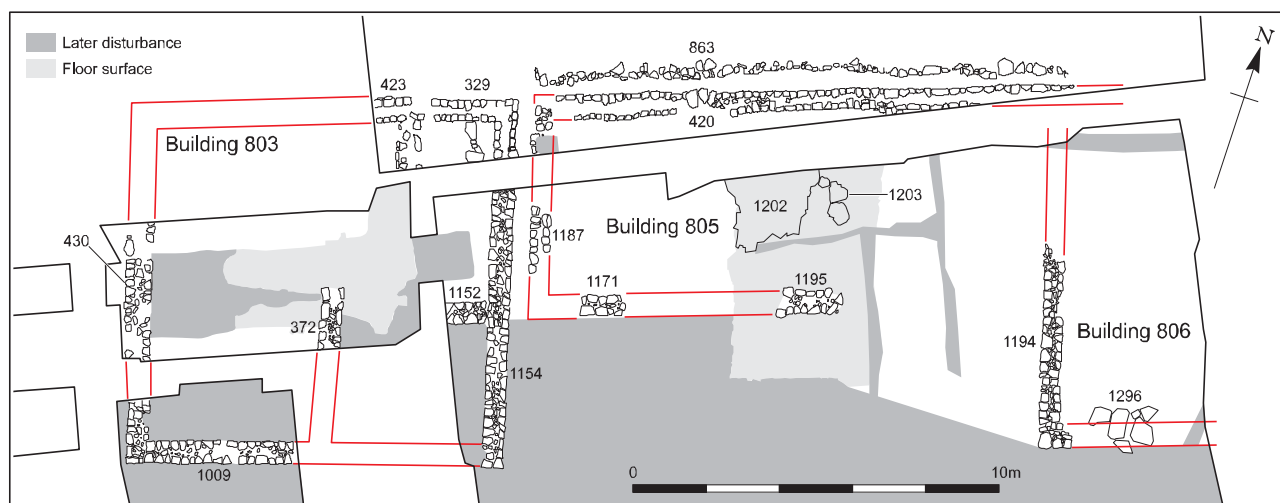 Later disturbance
Floor surface
863
N
423
329
420
Building 803
1203
1202
430
1187
Building 805
1171
1195
1152
372
Building 806
1194
1154
1296
1009
0
10m